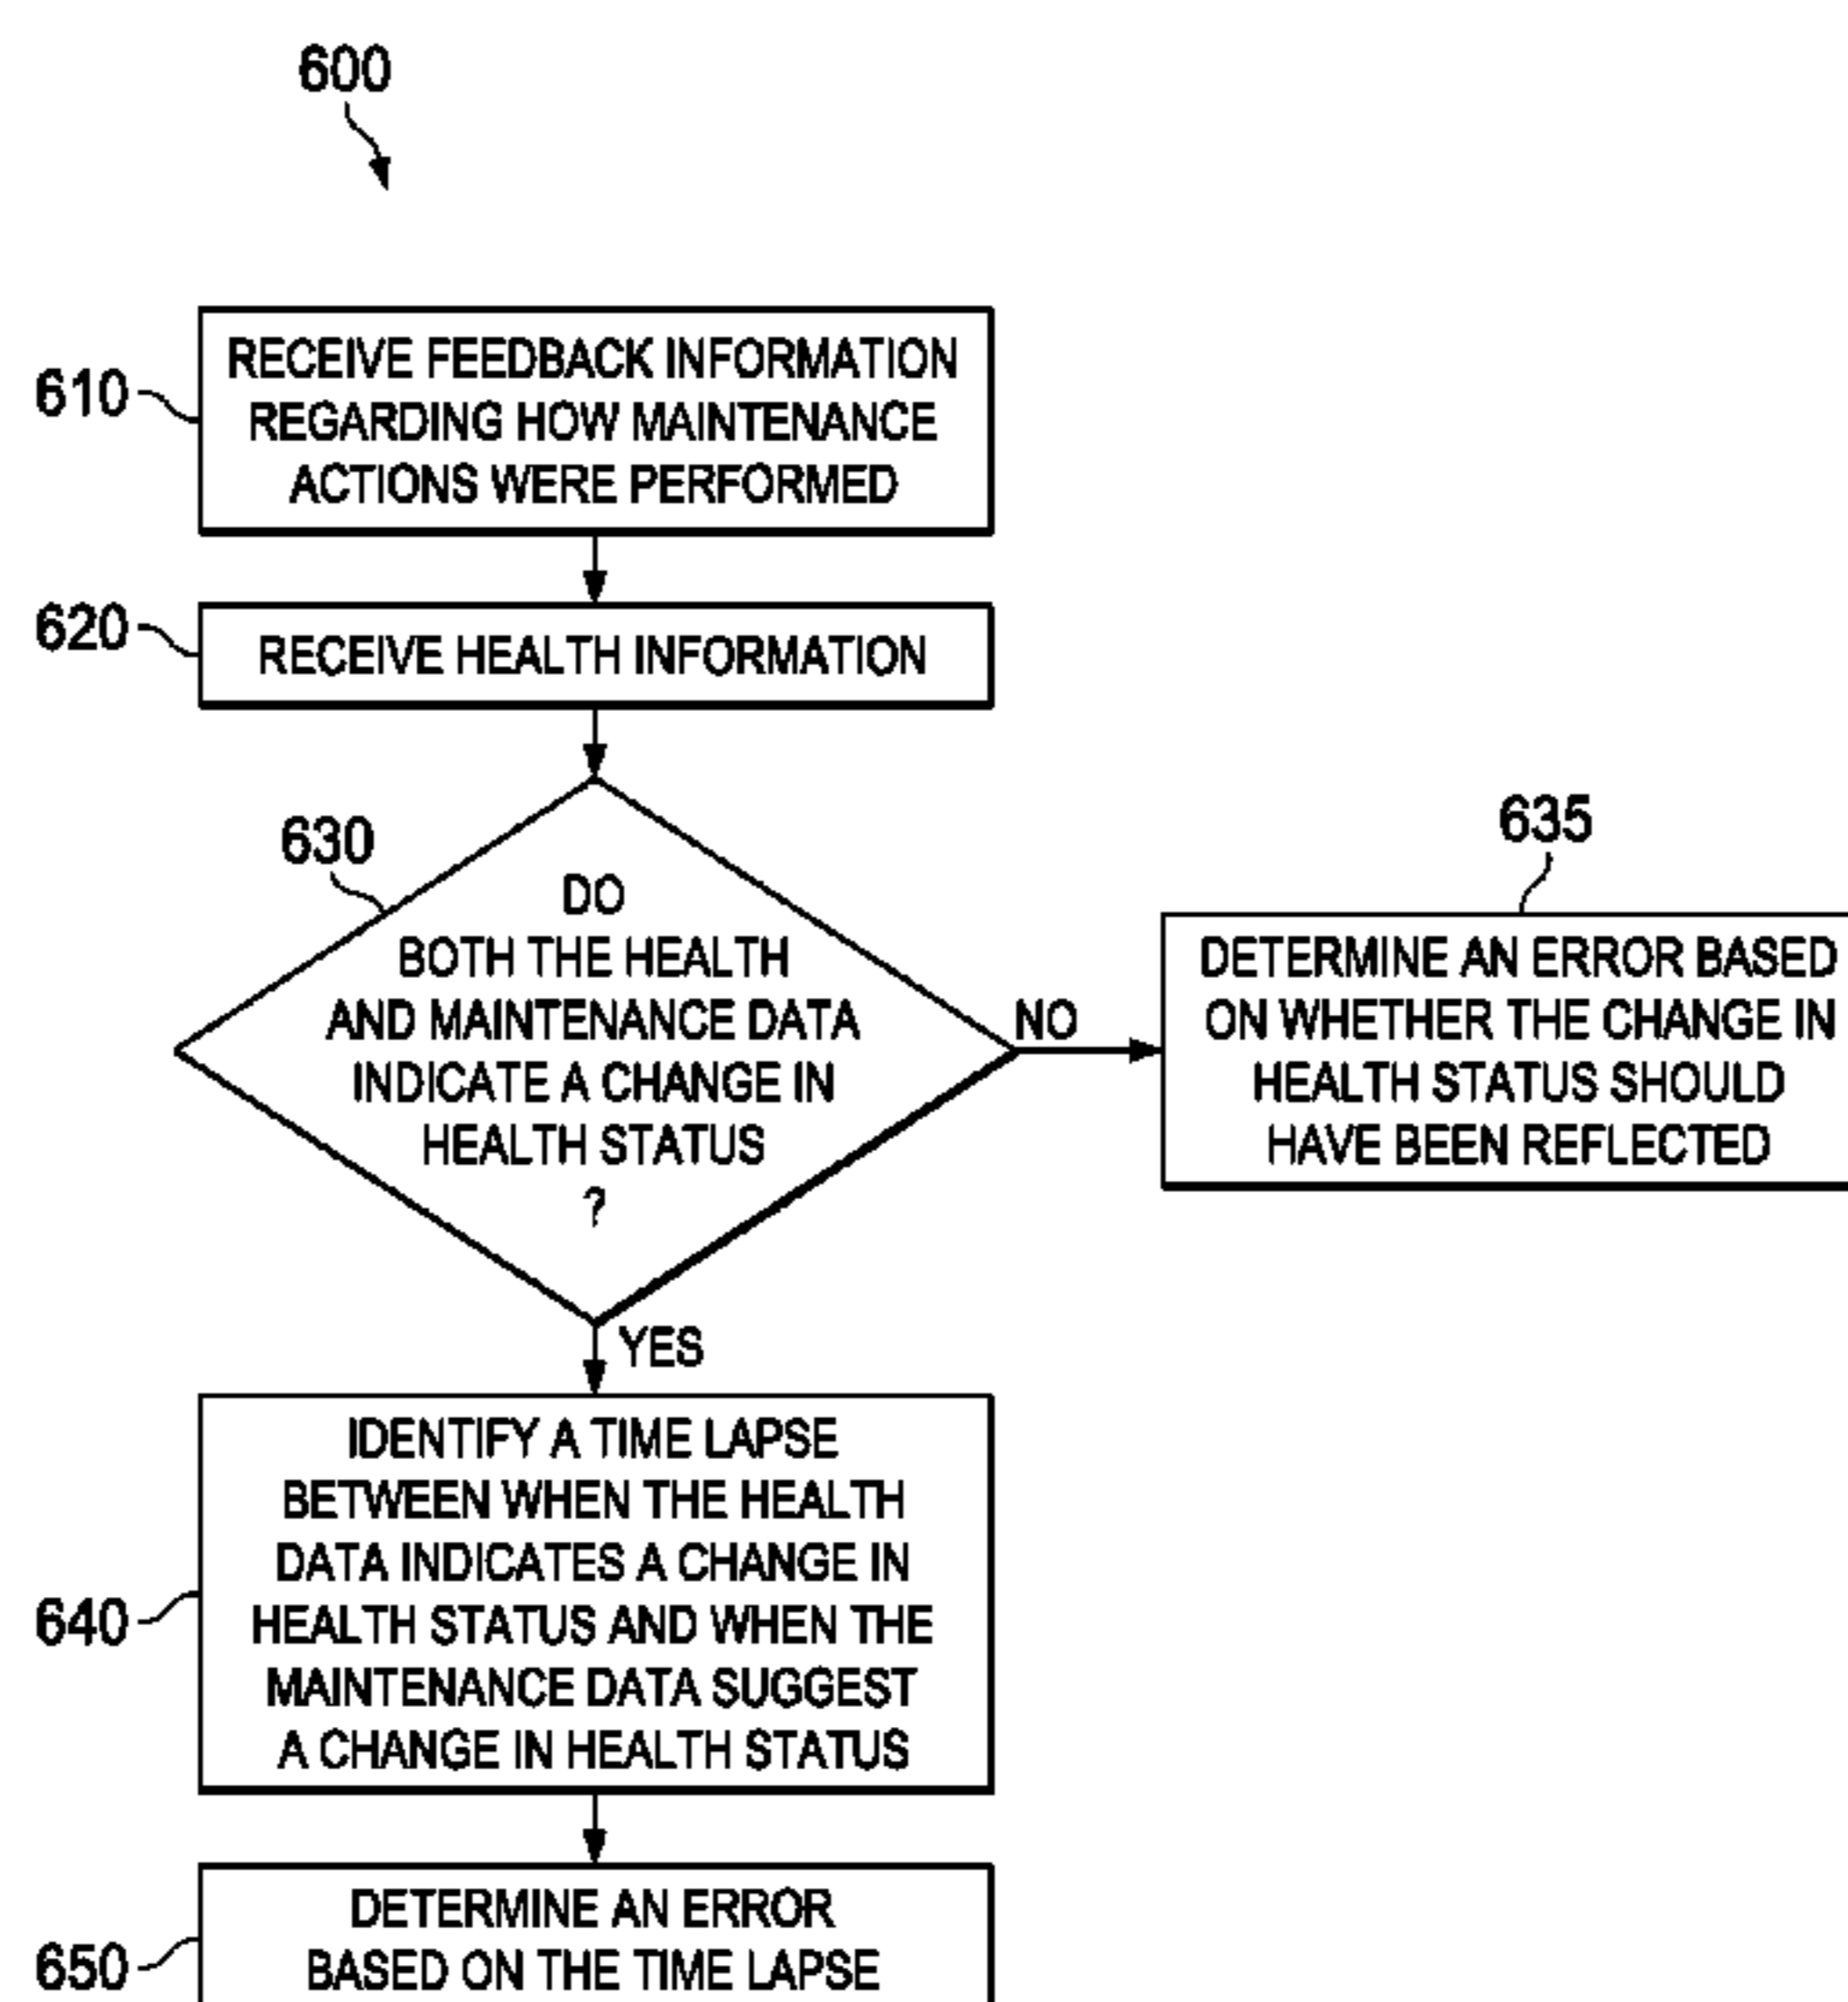 600
610
RECEIVE FEEDBACK INFORMATION
REGARDING HOW MAINTENANCE
ACTIONS WERE PERFORMED
620
RECEIVE HEALTH INFORMATION
630
DO
BOTH THE HEALTH
AND MAINTENANCE DATA
INDICATE A CHANGE IN
HEALTH STATUS
?
NO
635
DETERMINE AN ERROR BASED
ON WHETHER THE CHANGE IN
HEALTH STATUS SHOULD
HAVE BEEN REFLECTED
YES
640
IDENTIFY A TIME LAPSE
BETWEEN WHEN THE HEALTH
DATA INDICATES A CHANGE IN
HEALTH STATUS AND WHEN THE
MAINTENANCE DATA SUGGEST
A CHANGE IN HEALTH STATUS
650
DETERMINE AN ERROR
BASED ON THE TIME LAPSE